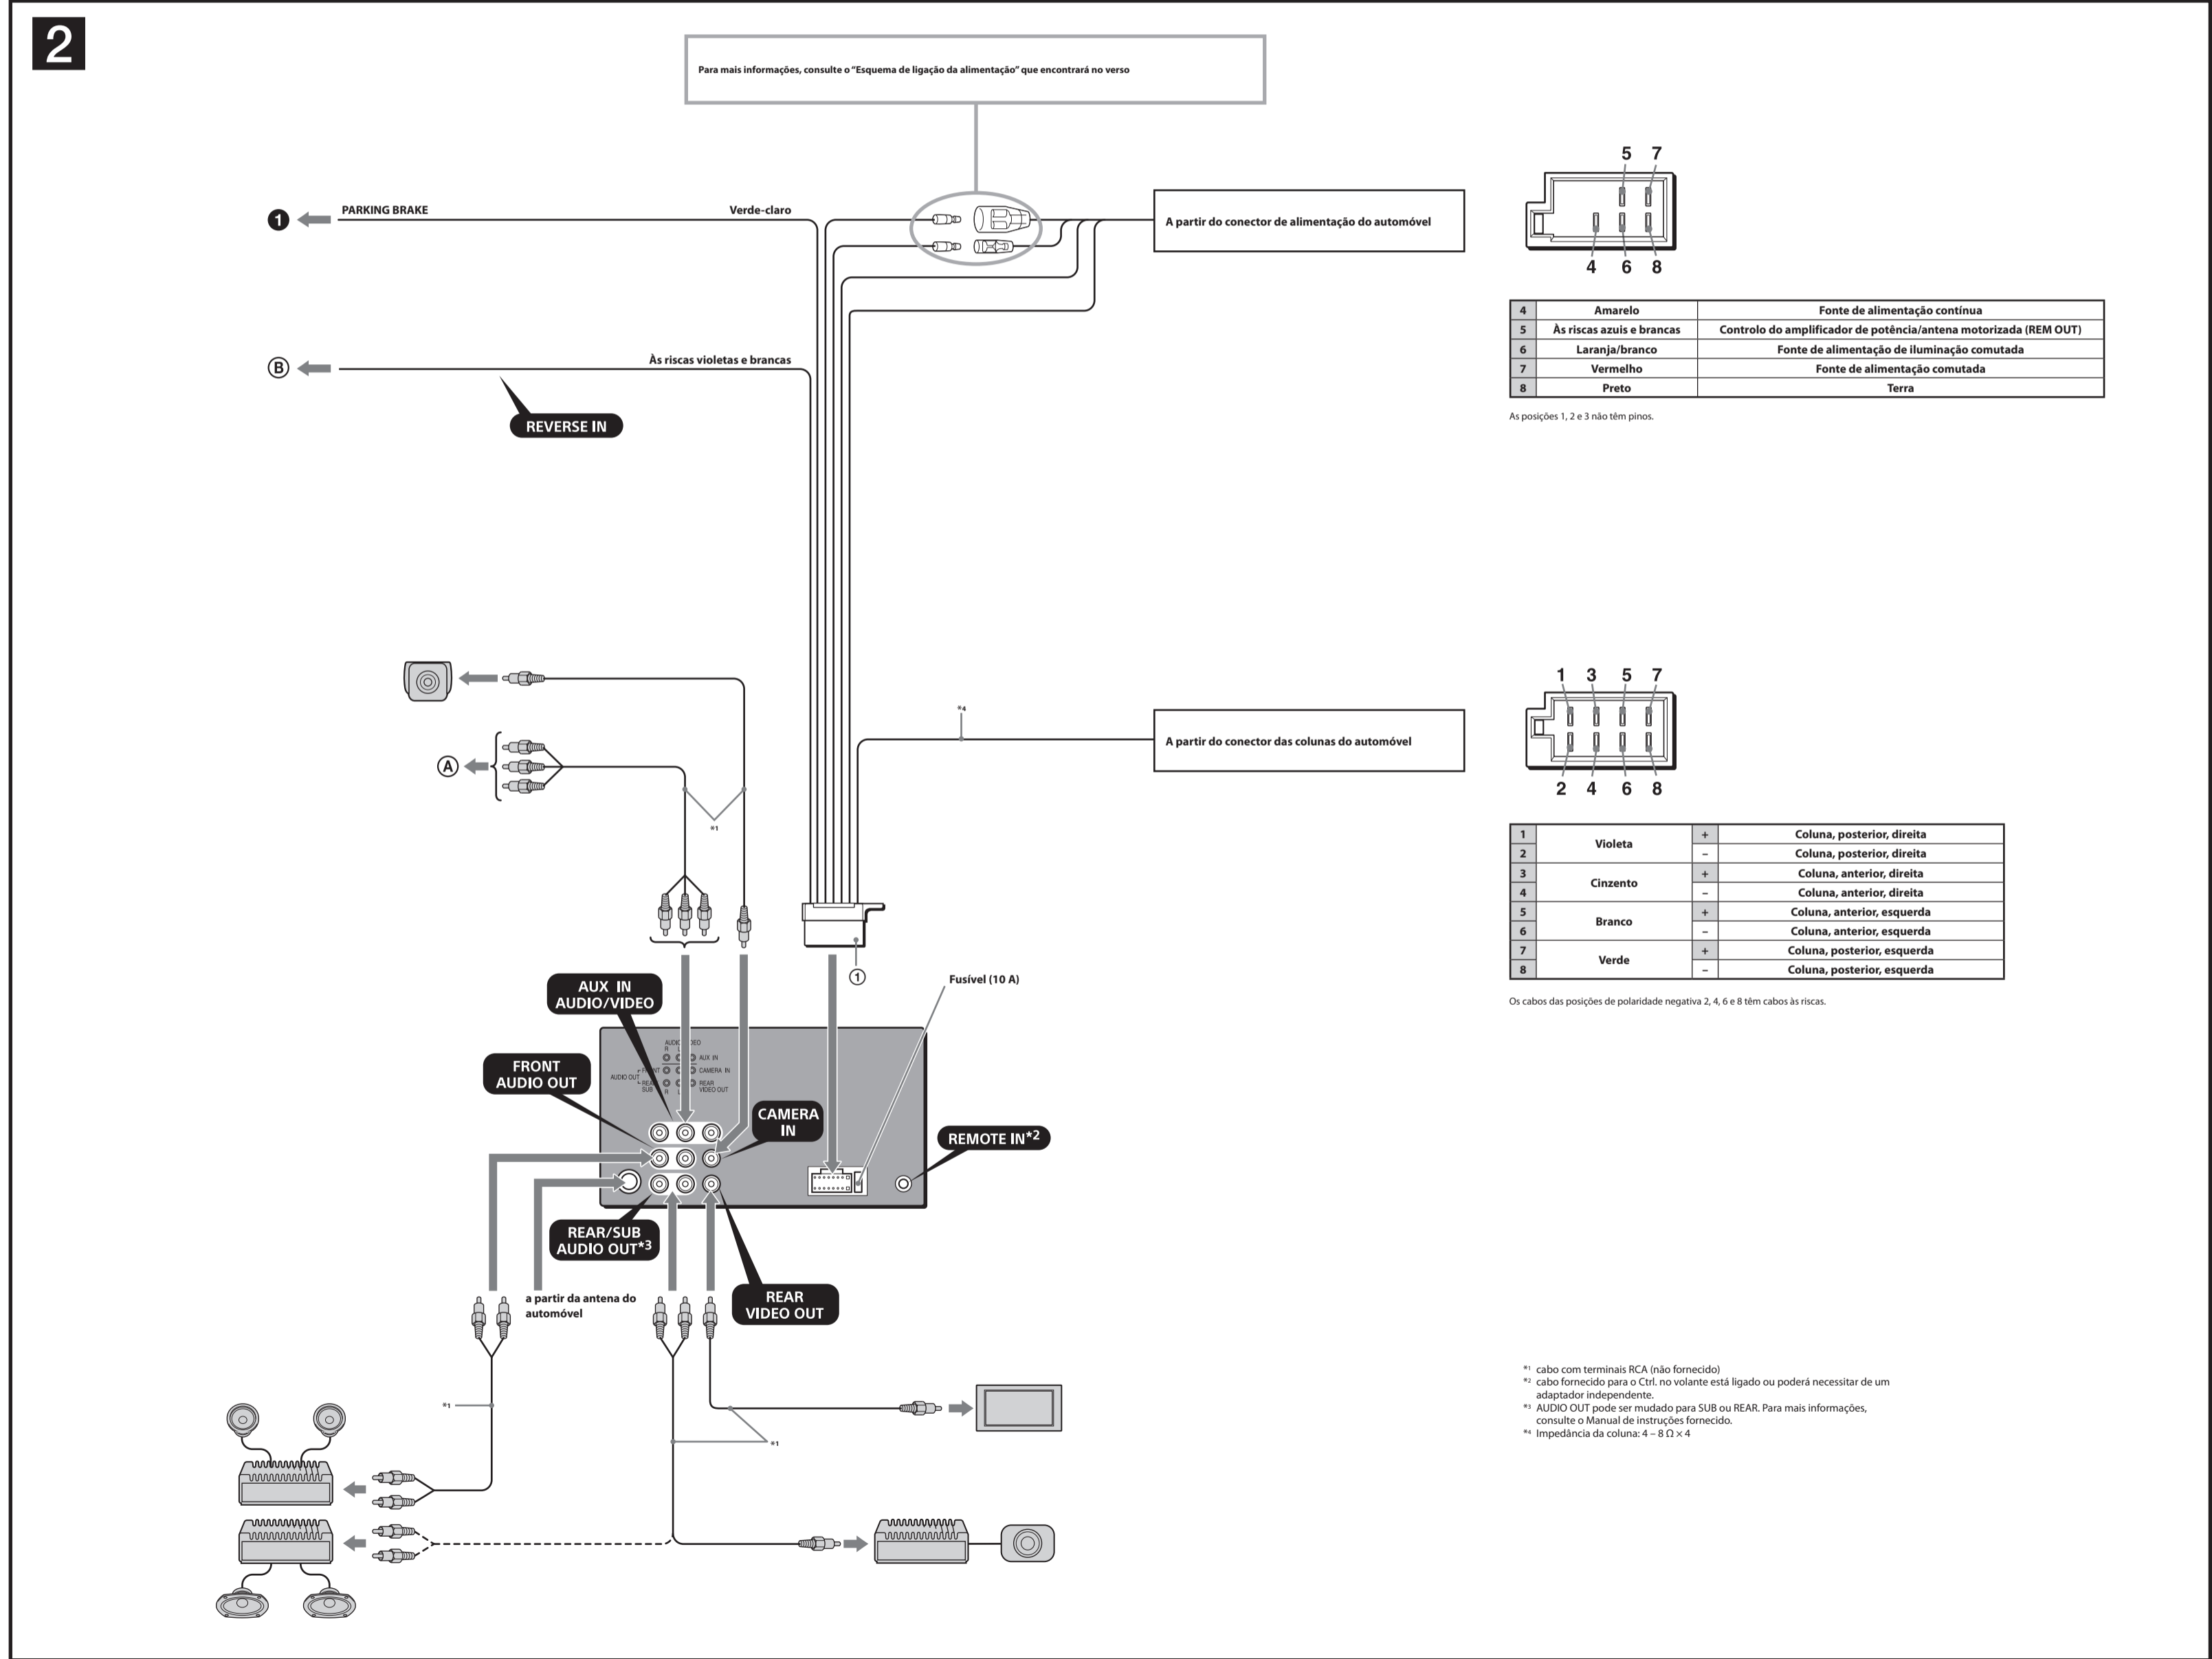 2
Para mais informações, consulte o "Esquema de ligação da alimentação" que encontrará no verso
1
PARKING BRAKE
Verde-claro
A partir do conector de alimentação do automóvel
B
Às riscas violetas e brancas
REVERSE IN
5 7
4 6 8
4 Amarelo Fonte de alimentação contínua
5 Às riscas azuis e brancas Controlo do amplificador de potência/antena motorizada (REM OUT)
6 Laranja/branco Fonte de alimentação de iluminação comutada
7 Vermelho Fonte de alimentação comutada
8 Preto Terra
As posições 1, 2 e 3 não têm pinos.
*4
A partir do conector das colunas do automóvel
A
*1
1 3 5 7
2 4 6 8
1 Violeta + Coluna, posterior, direita
2 – Coluna, posterior, direita
3 Cinzento + Coluna, anterior, direita
4 – Coluna, anterior, direita
5 Branco + Coluna, anterior, esquerda
6 – Coluna, anterior, esquerda
7 Verde + Coluna, posterior, esquerda
8 – Coluna, posterior, esquerda
Os cabos das posições de polaridade negativa 2, 4, 6 e 8 têm cabos às riscas.
1
Fusível (10 A)
AUX IN
AUDIO/VIDEO
FRONT
AUDIO OUT
R
AUX IN
AUDIO OUT
CAMERA IN
REAR
SUB R
VIDEO OUT
CAMERA
IN
REMOTE IN*2
REAR/SUB
AUDIO OUT*3
REAR
VIDEO OUT
a partir da antena do
automóvel
*1
*1
*1 cabo com terminais RCA (não fornecido)
*2 cabo fornecido para o Ctrl. no volante está ligado ou poderá necessitar de um
adaptador independente.
*3 AUDIO OUT pode ser mudado para SUB ou REAR. Para mais informações,
consulte o Manual de instruções fornecido.
*4 Impedância da coluna: 4 – 8 Ω × 4